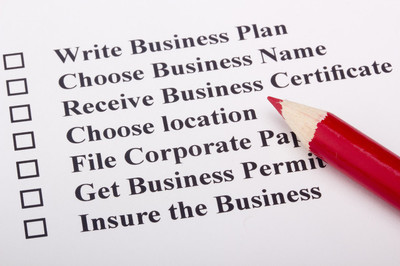 Write Business Plan
Choose Business Name
Receive Business Certificate
Choose location
File Corporate Pap
Get Business Permit
Insure the Business